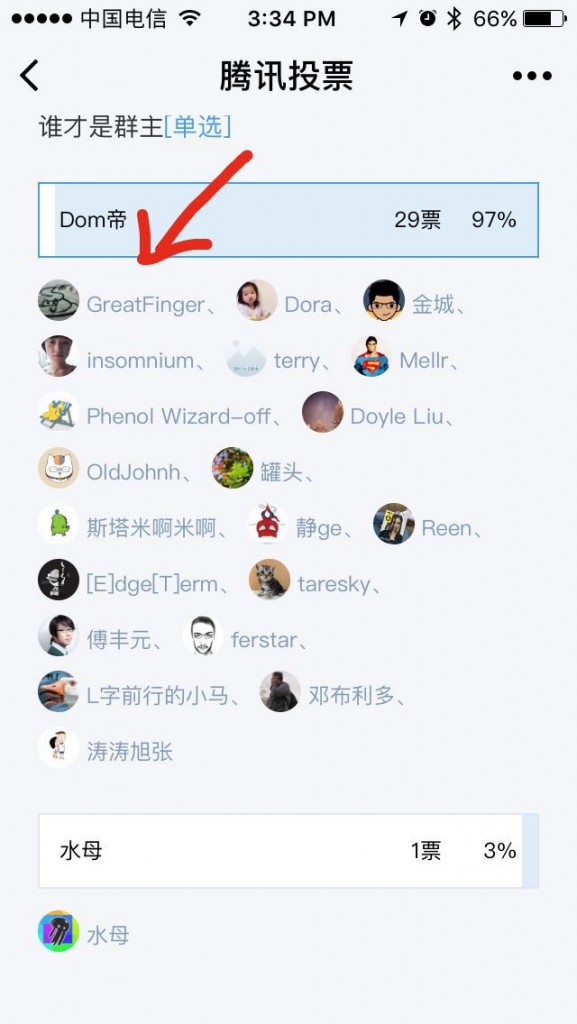 中国电信 3:34 PM 66%
腾讯投票
谁才是群主[单选]
Dom帝 29票 97%
GreatFinger、 Dora、 金城、
insomnium、 terry、 Mellr、
Phenol Wizard-off、 Doyle Liu、
OldJohnh、 罐头、
斯塔米啊米啊、 静ge、 Reen、
[E]dge[T]erm、 taresky、
傅丰元、 ferstar、
L字前行的小马、 邓布利多、
涛涛旭张
水母 1票 3%
水母